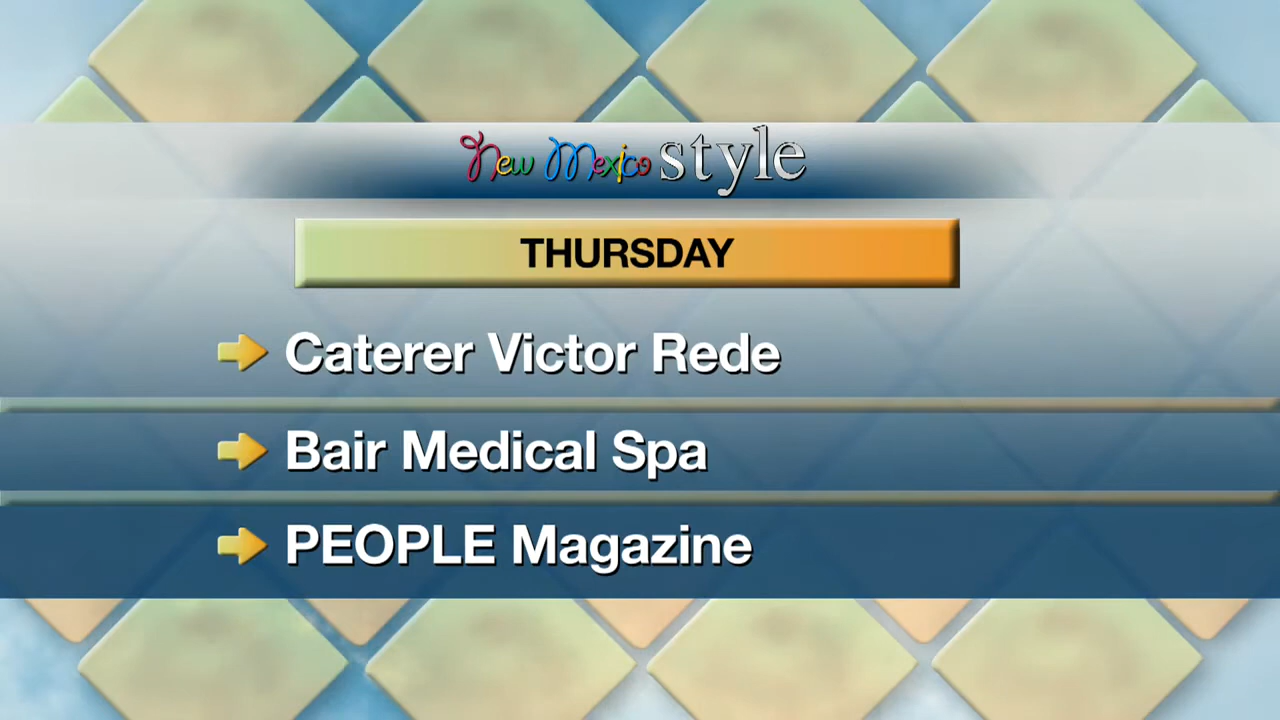 New Mexico style
THURSDAY
Caterer Victor Rede
Bair Medical Spa
PEOPLE Magazine